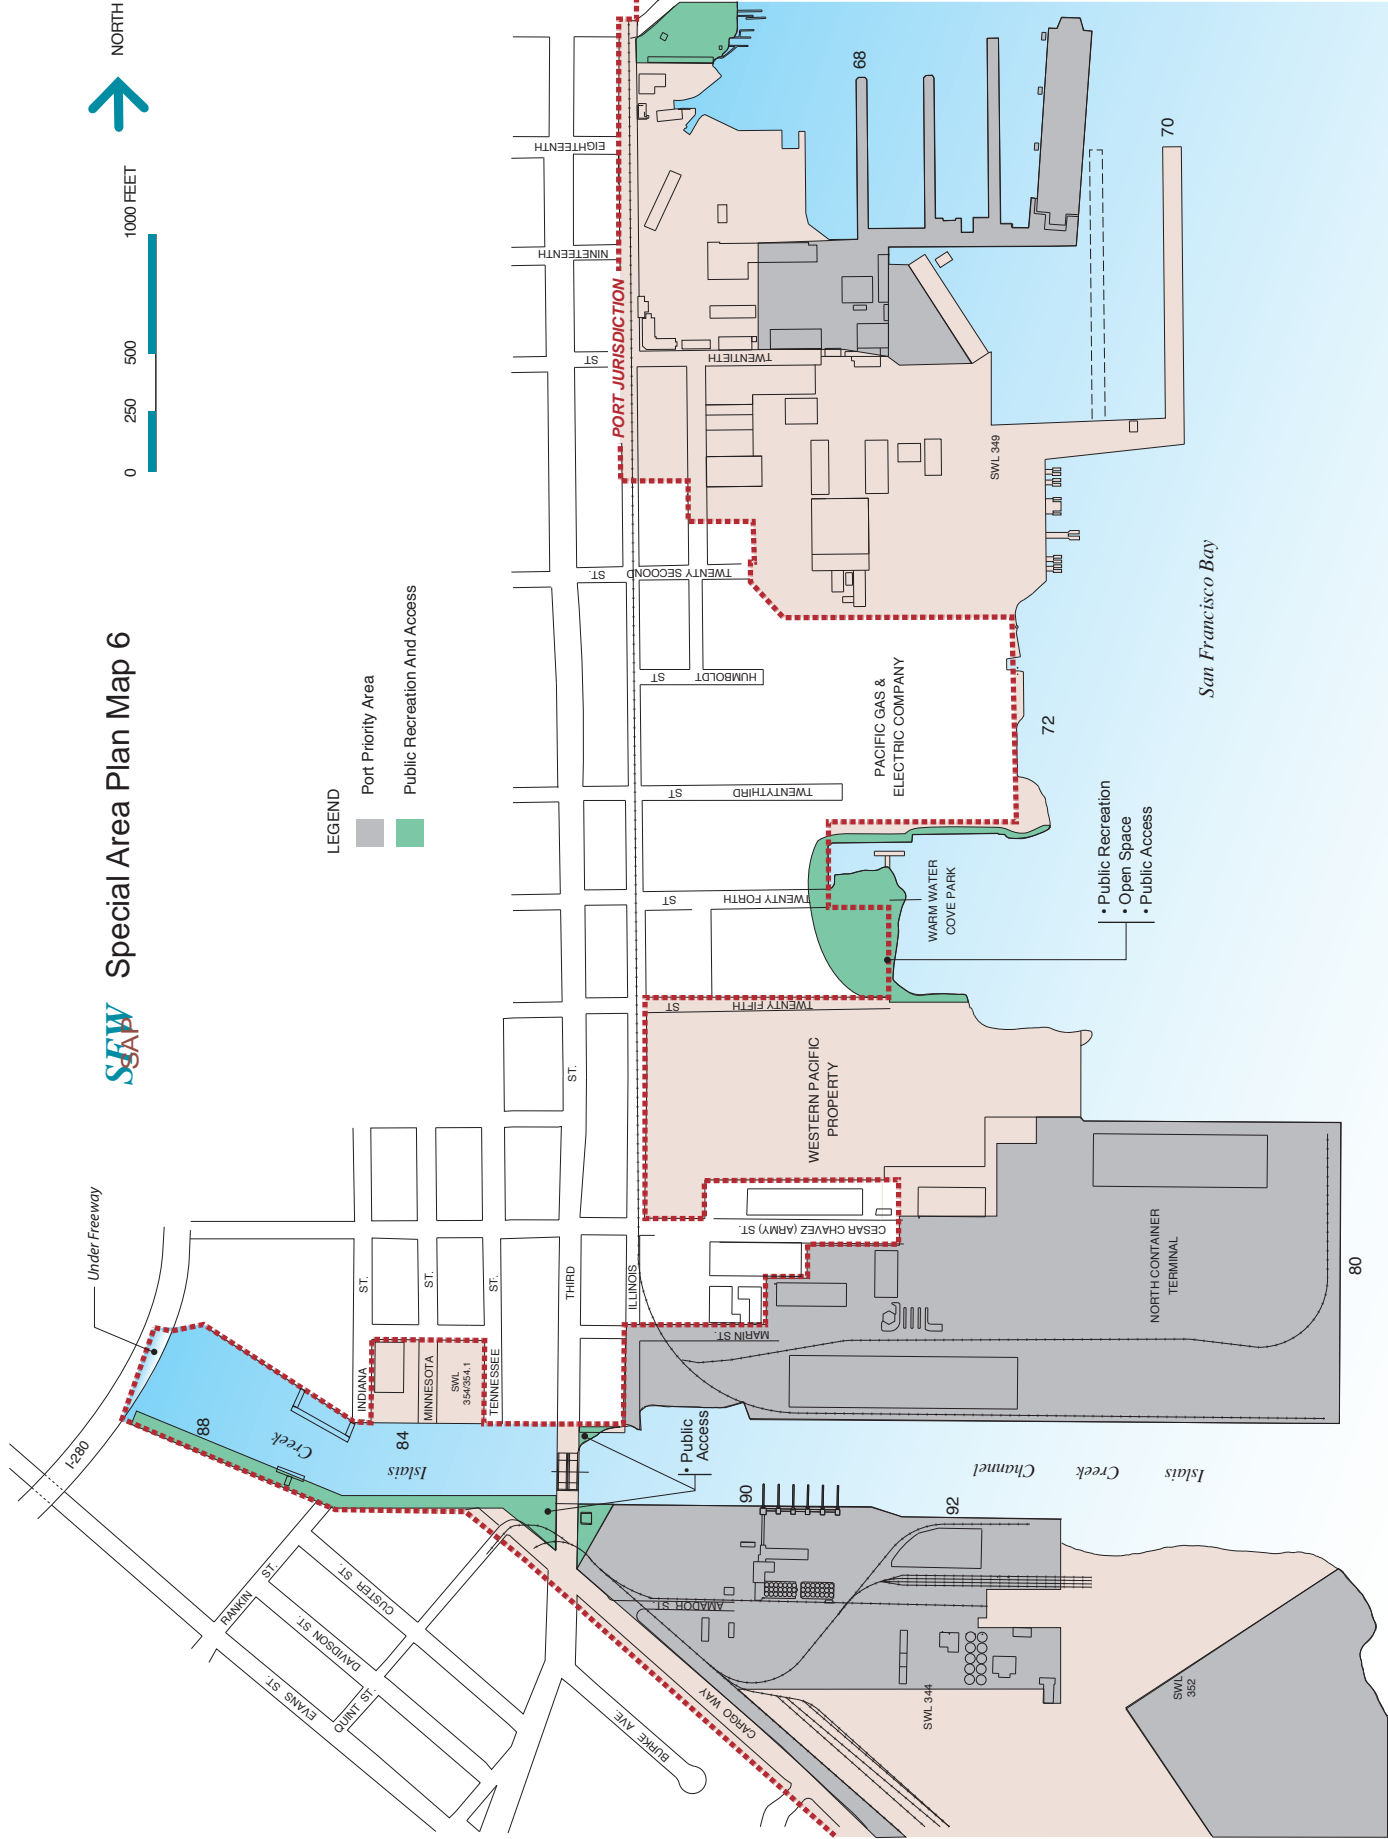 SFW
SAP
Special Area Plan Map 6
0
250
500
1000 FEET
NORTH
LEGEND
Port Priority Area
Public Recreation And Access
Under Freeway
I-280
88
Creek
Islais
84
INDIANA
ST.
MINNESOTA
ST.
SWL
354/354.1
TENNESSEE
ST.
THIRD
ST.
ILLINOIS
PORT JURISDICTION
EIGHTEENTH
NINETEENTH
ST
TWENTIETH
ST.
TWENTY SECOOND
ST
HUMBOLDT
ST
TWENTYTHIRD
ST
TWENTY FORTH
ST
TWENTY FIFTH
CESAR CHAVEZ (ARMY) ST.
MARIN ST.
68
70
SWL 349
PACIFIC GAS &
ELECTRIC COMPANY
72
San Francisco Bay
WARM WATER
COVE PARK
• Public Recreation
• Open Space
• Public Access
WESTERN PACIFIC
PROPERTY
NORTH CONTAINER
TERMINAL
80
• Public
Access
Islais
Creek
Channel
90
92
AMADOR ST.
SWL 344
SWL
352
CARGO WAY
BURKE AVE.
RANKIN
ST.
CUSTER ST.
DAVIDSON ST.
EVANS ST.
QUINT
ST.